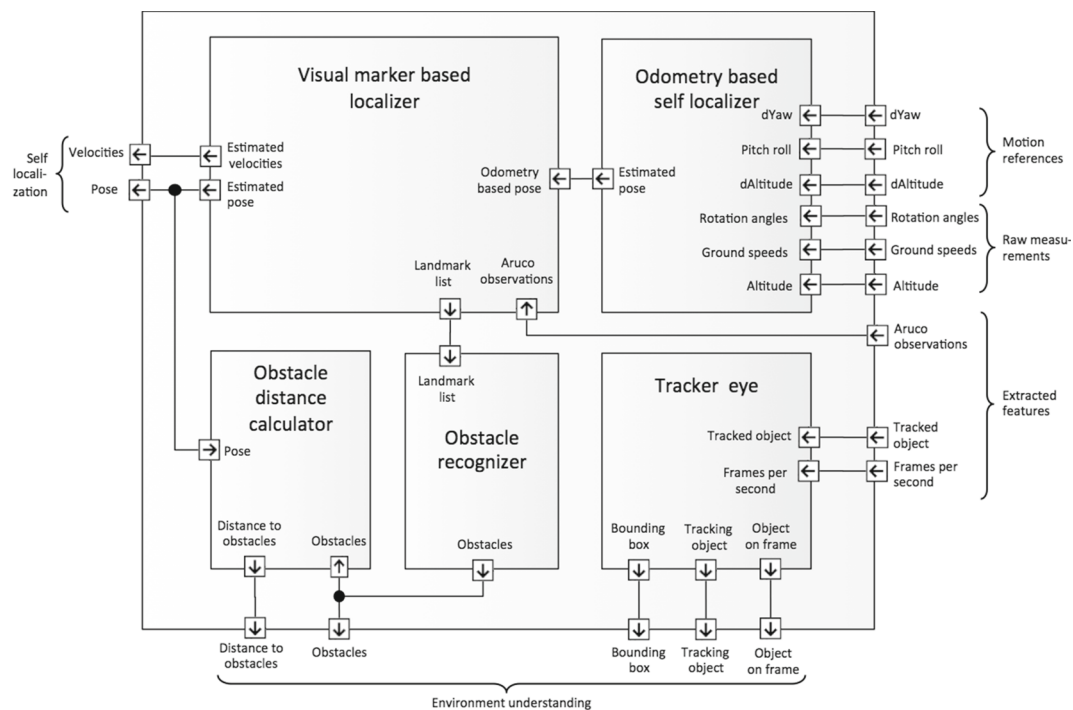 Visual marker based
localizer
Odometry based
self localizer
dYaw
dYaw
Pitch roll
Pitch roll
dAltitude
dAltitude
Motion
references
Rotation angles
Rotation angles
Ground speeds
Ground speeds
Altitude
Altitude
Raw measu-
rements
Self
locali-
zation
Velocities
Pose
Estimated
velocities
Estimated
pose
Odometry
based pose
Estimated
pose
Landmark
list
Aruco
observations
Aruco
observations
Obstacle
distance
calculator
Pose
Distance to
obstacles
Obstacles
Landmark
list
Obstacle
recognizer
Obstacles
Tracker eye
Tracked object
Tracked
object
Frames per
second
Frames per
second
Extracted
features
Bounding
box
Tracking
object
Object
on frame
Distance to
obstacles
Obstacles
Bounding
box
Tracking
object
Object
on frame
Environment understanding